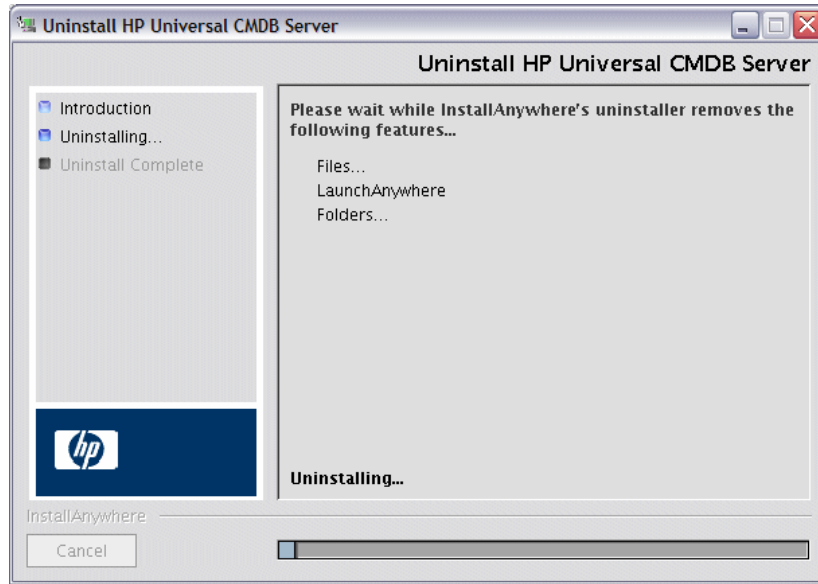 Uninstall HP Universal CMDB Server
Uninstall HP Universal CMDB Server
Introduction
Uninstalling...
Uninstall Complete
Please wait while InstallAnywhere's uninstaller removes the
following features...
Files...
LaunchAnywhere
Folders...
hp
Uninstalling...
InstallAnywhere
Cancel